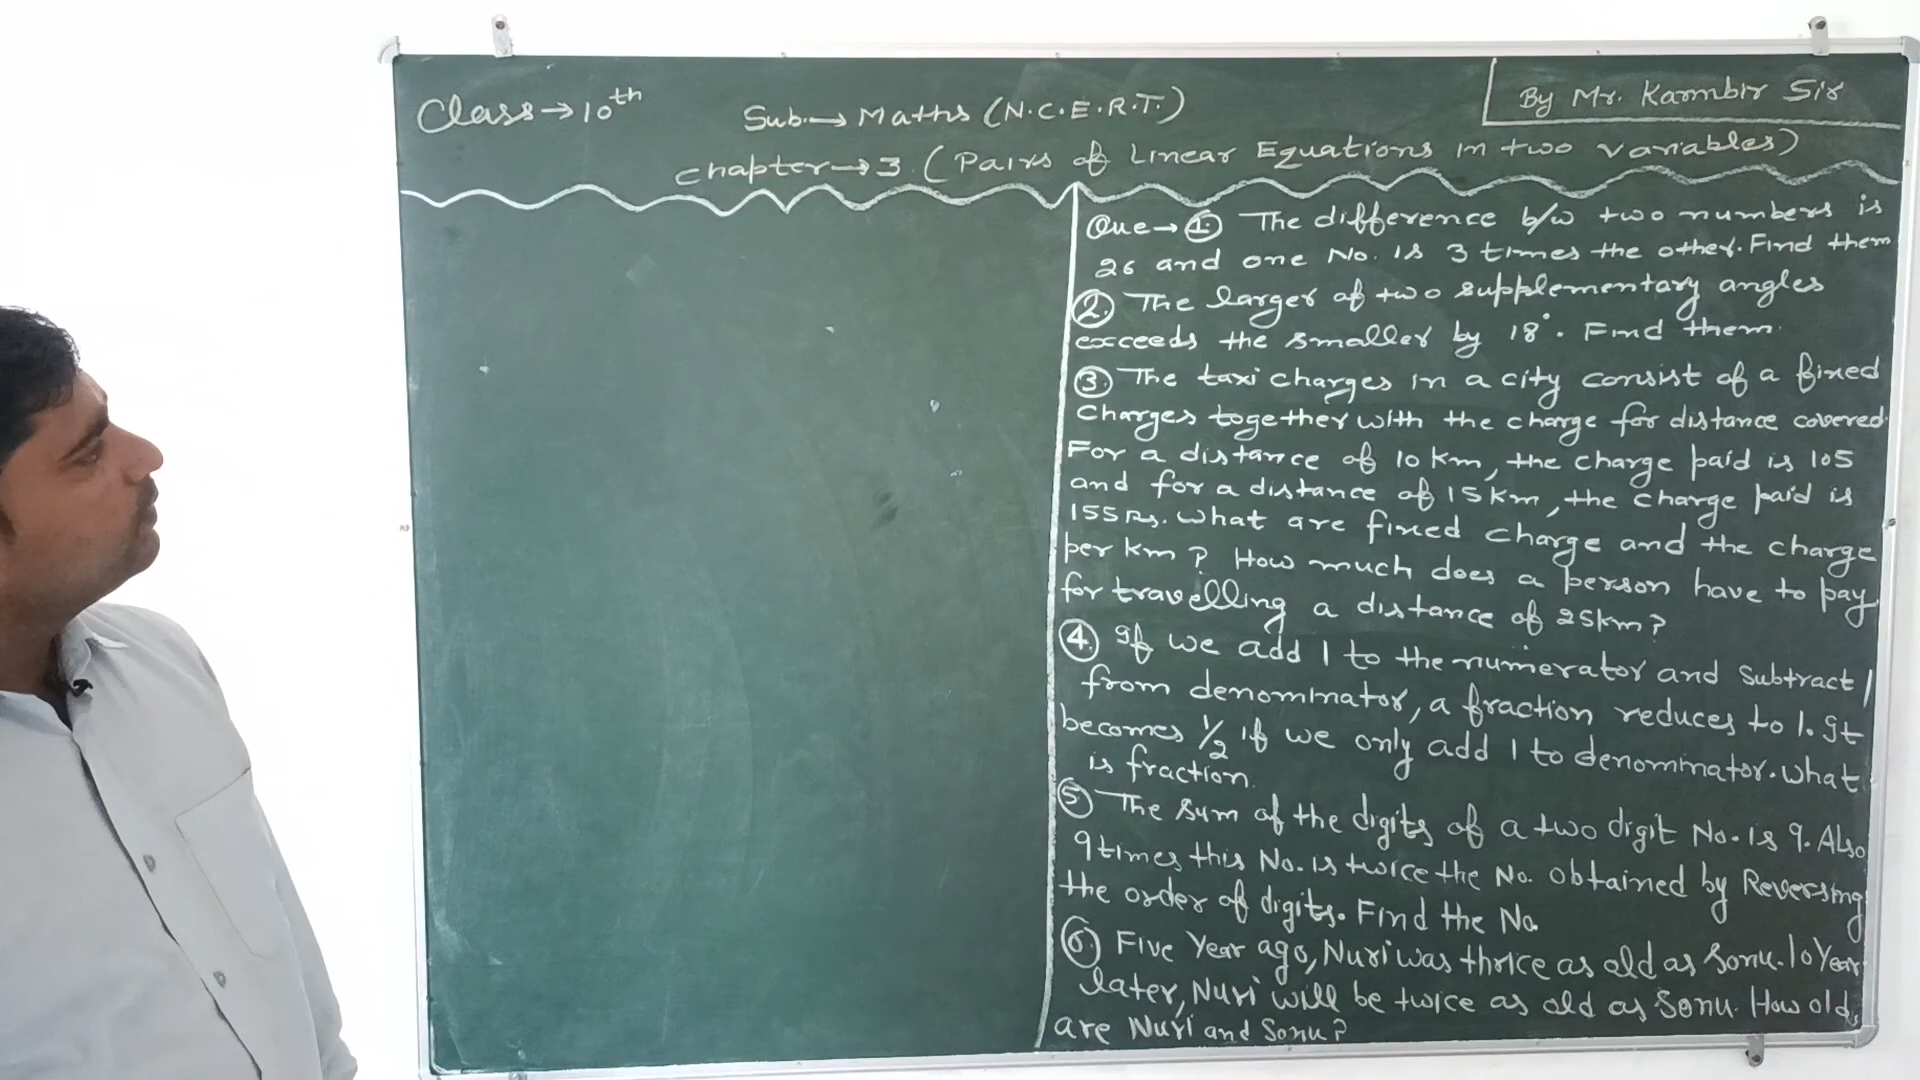 Class→10th
Sub.→Maths (N.C.E.R.T.)
By Mr. Karmbir Sir
Chapter→3. (Pairs of Linear Equations in two variables)
Que→ 1. The difference b/w two numbers is
26 and one No. is 3 times the other. Find them
2. The larger of two supplementary angles
exceeds the smaller by 18°. Find them.
3. The taxi charges in a city consist of a fixed
charges together with the charge for distance covered.
For a distance of 10 km, the charge paid is 105
and for a distance of 15 km, the charge paid is
155 Rs. What are fixed charge and the charge
per km? How much does a person have to pay
for travelling a distance of 25km?
4. If we add 1 to the numerator and subtract 1
from denominator, a fraction reduces to 1. It
becomes 1/2 if we only add 1 to denominator. What
is fraction.
5. The sum of the digits of a two digit No. is 9. Also
9 times this No. is twice the No. obtained by Reversing
the order of digits. Find the No.
6. Five Year ago, Nuri was thrice as old as Sonu. 10 Year
later, Nuri will be twice as old as Sonu. How old
are Nuri and Sonu?